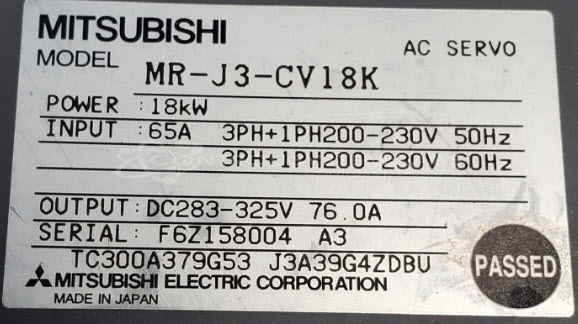 MITSUBISHI
AC SERVO
MODEL MR-J3-CV18K
POWER :18kW
INPUT :65A 3PH+1PH200-230V 50Hz
3PH+1PH200-230V 60Hz
OUTPUT:DC283-325V 76.0A
SERIAL: F6Z158004 A3
TC300A379G53 J3A39G4ZDBU
PASSED
MITSUBISHI ELECTRIC CORPORATION
MADE IN JAPAN